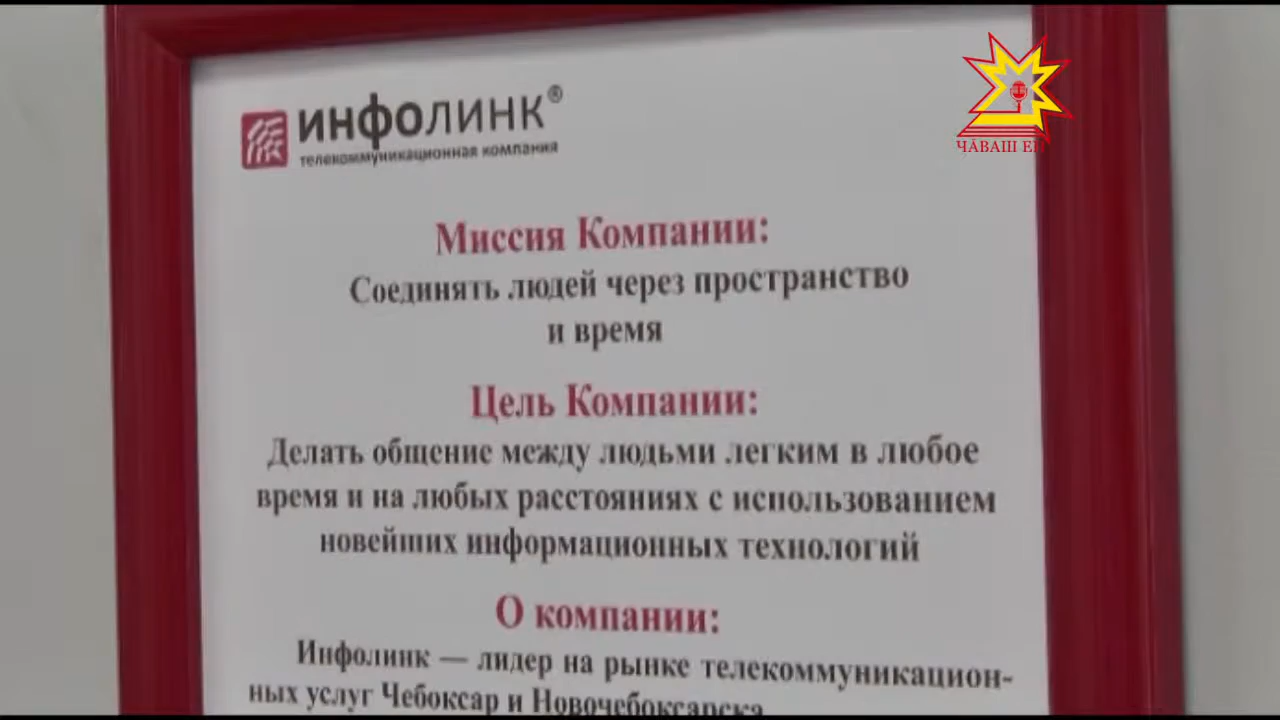 ИНФОЛИНК®
телекоммуникационная компания
ЧӐВАШ ЕН
Миссия Компании:
Соединять людей через пространство
и время
Цель Компании:
Делать общение между людьми легким в любое
время и на любых расстояниях с использованием
новейших информационных технологий
О компании:
Инфолинк — лидер на рынке телекоммуникацион-
ных услуг Чебоксар и Новочебоксарска